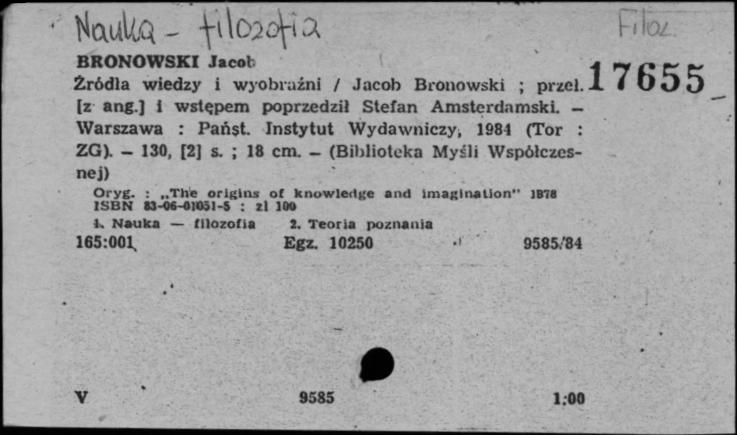 Nauka - filozofia Filoz.
BRONOWSKI Jacob
Źródła wiedzy i wyobraźni / Jacob Bronowski ; przeł. 17655
[z ang.] i wstępem poprzedził Stefan Amsterdamski. —
Warszawa : Państ. Instytut Wydawniczy, 1984 (Tor :
ZG). — 130, [2] s. ; 18 cm. — (Biblioteka Myśli Współczes-
nej)
Oryg. : „The origins of knowledge and imagination" 1978
ISBN 83-06-01051-5 : zł 100
1. Nauka — filozofia 2. Teoria poznania
165:001 Egz. 10250 9585/84
V 9585 1:00